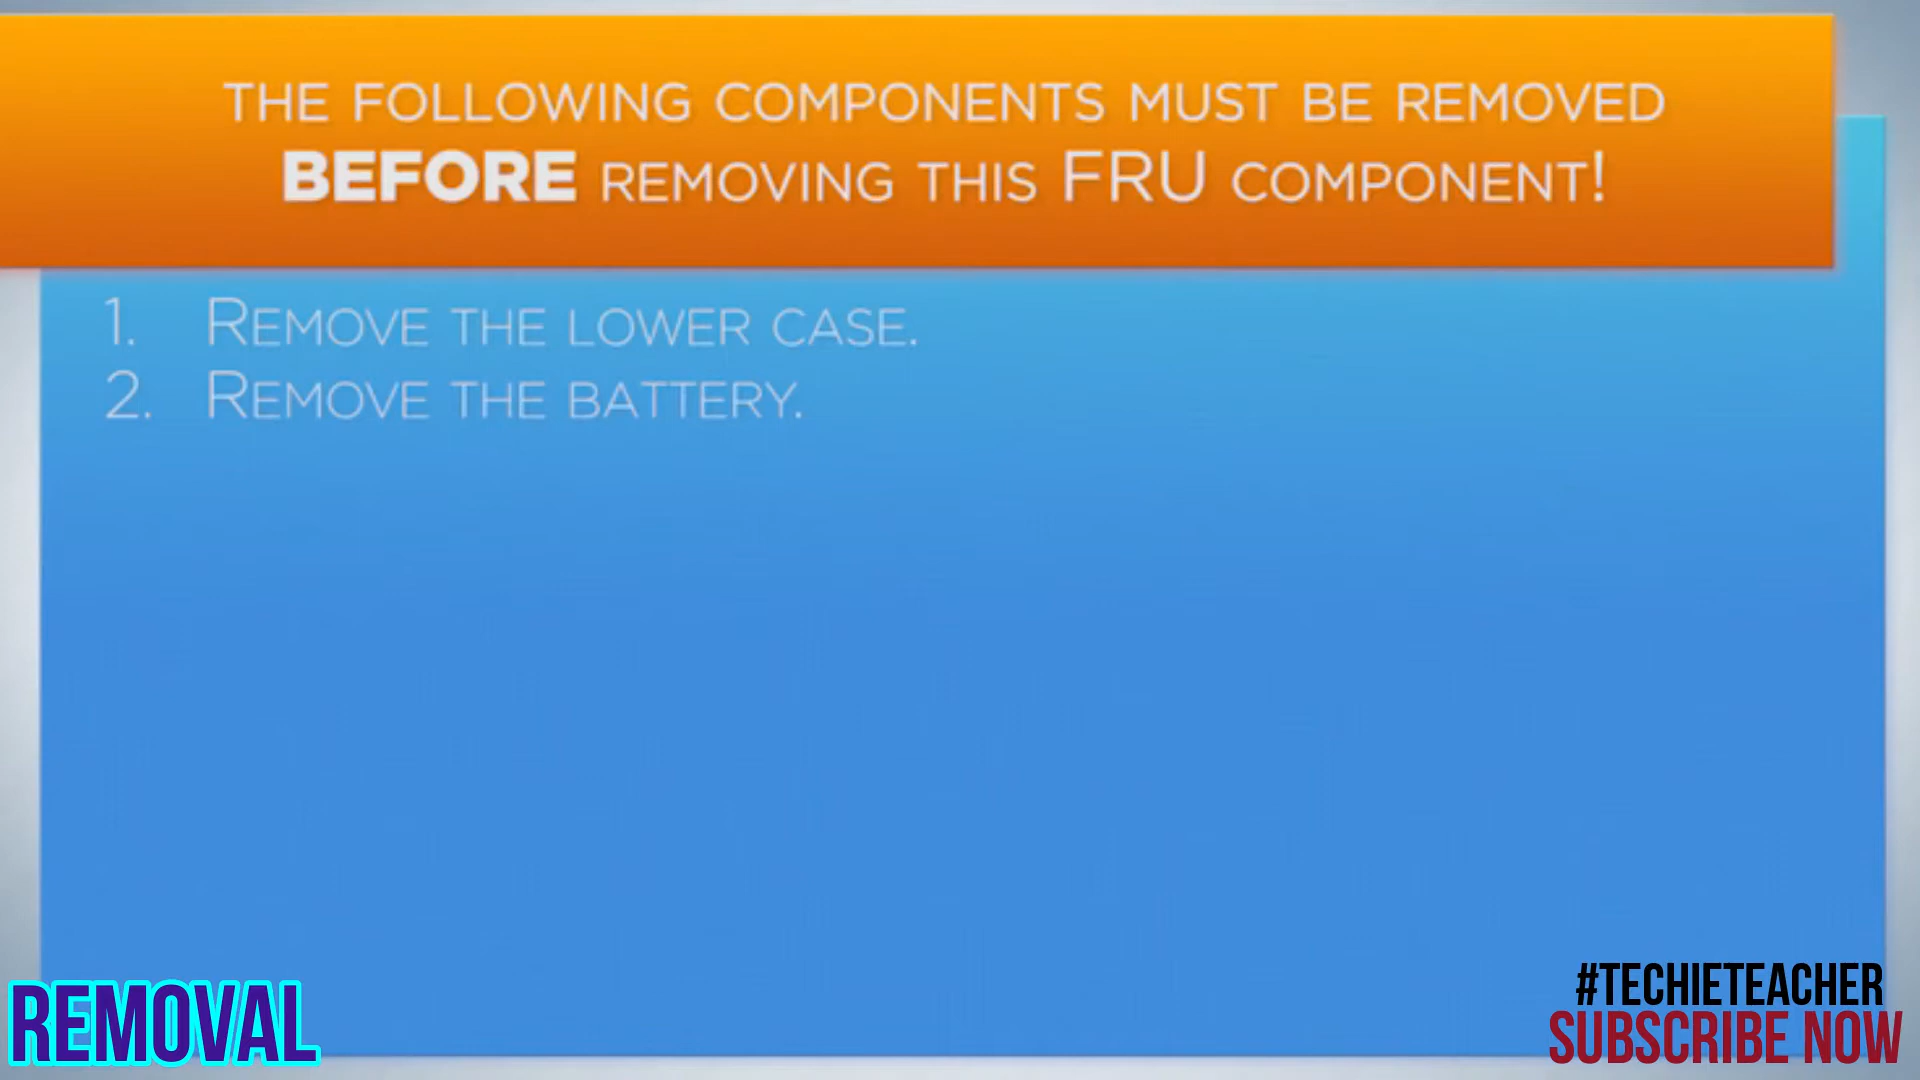 THE FOLLOWING COMPONENTS MUST BE REMOVED
BEFORE REMOVING THIS FRU COMPONENT!
1. REMOVE THE LOWER CASE.
2. REMOVE THE BATTERY.
REMOVAL
#TECHIETEACHER
SUBSCRIBE NOW